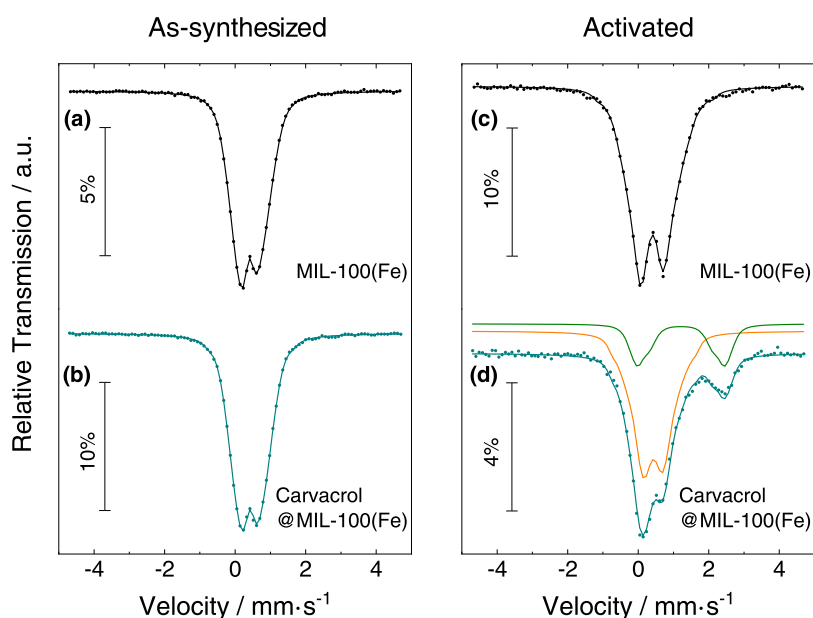 As-synthesized
Activated
Relative Transmission / a.u.
(a)
5%
MIL-100(Fe)
(b)
10%
Carvacrol
@MIL-100(Fe)
(c)
10%
MIL-100(Fe)
(d)
4%
Carvacrol
@MIL-100(Fe)
-4 -2 0 2 4
-4 -2 0 2 4
Velocity / mm·s⁻¹
Velocity / mm·s⁻¹